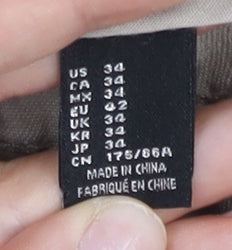 US 34
CA 34
MX 34
EU 42
UK 34
KR 34
JP 34
CN 175/86A
MADE IN CHINA
FABRIQUÉ EN CHINE